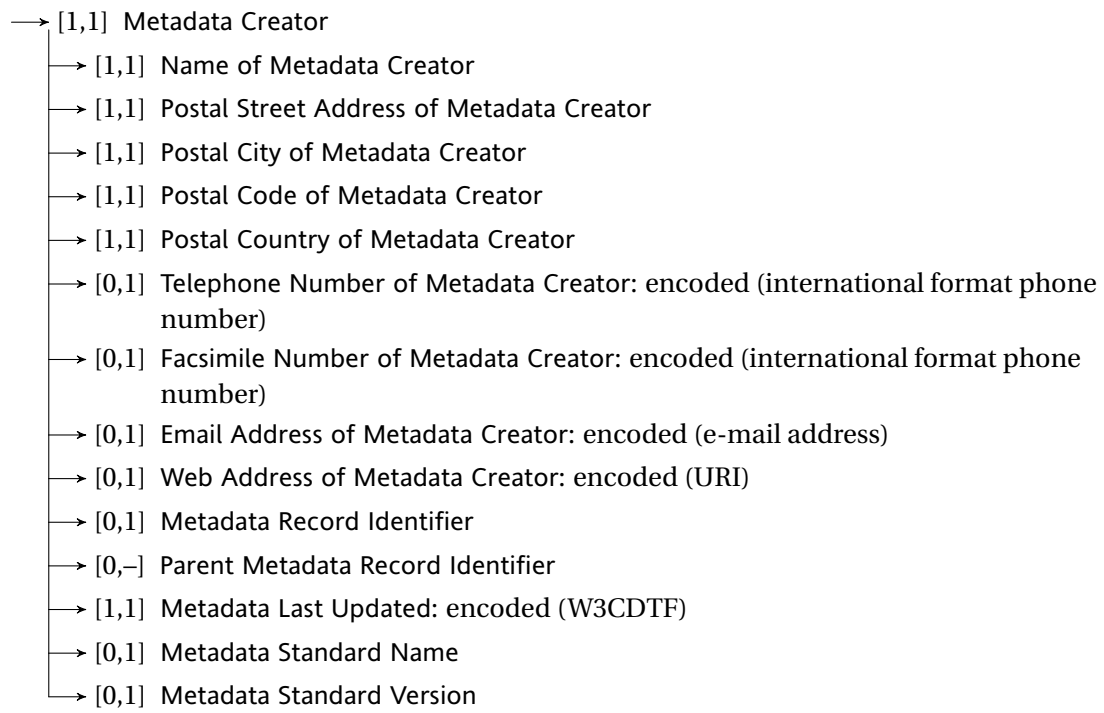 [1,1] Metadata Creator
[1,1] Name of Metadata Creator
[1,1] Postal Street Address of Metadata Creator
[1,1] Postal City of Metadata Creator
[1,1] Postal Code of Metadata Creator
[1,1] Postal Country of Metadata Creator
[0,1] Telephone Number of Metadata Creator: encoded (international format phone
number)
[0,1] Facsimile Number of Metadata Creator: encoded (international format phone
number)
[0,1] Email Address of Metadata Creator: encoded (e-mail address)
[0,1] Web Address of Metadata Creator: encoded (URI)
[0,1] Metadata Record Identifier
[0,–] Parent Metadata Record Identifier
[1,1] Metadata Last Updated: encoded (W3CDTF)
[0,1] Metadata Standard Name
[0,1] Metadata Standard Version